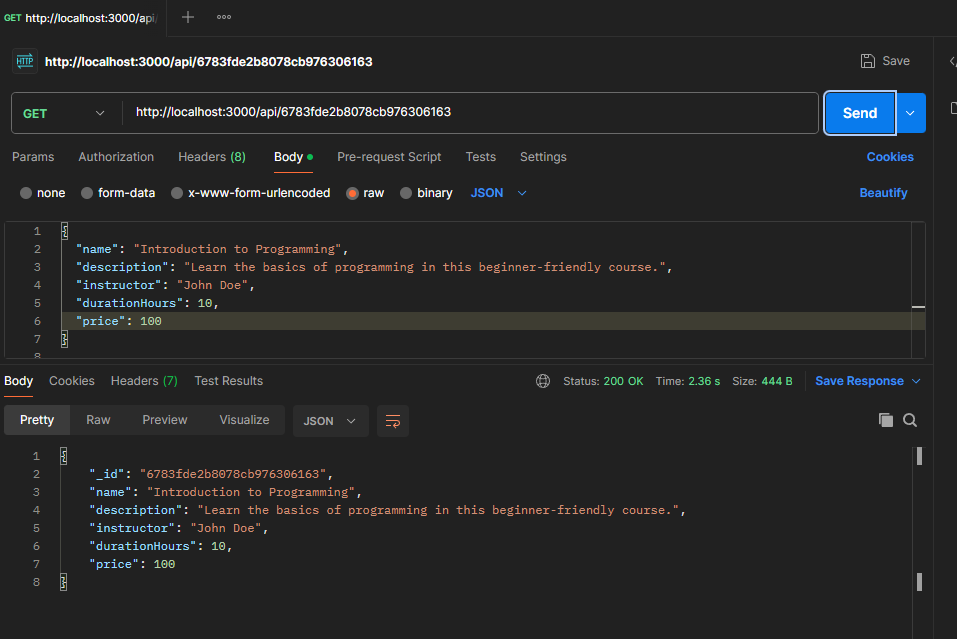 GET http://localhost:3000/api/
HTTP http://localhost:3000/api/6783fde2b8078cb976306163 Save
GET http://localhost:3000/api/6783fde2b8078cb976306163 Send
Params Authorization Headers (8) Body Pre-request Script Tests Settings Cookies
none form-data x-www-form-urlencoded raw binary JSON Beautify
1 {
2 "name": "Introduction to Programming",
3 "description": "Learn the basics of programming in this beginner-friendly course.",
4 "instructor": "John Doe",
5 "durationHours": 10,
6 "price": 100
7 }
8
Body Cookies Headers (7) Test Results Status: 200 OK Time: 2.36 s Size: 444 B Save Response
Pretty Raw Preview Visualize JSON
1 {
2 "_id": "6783fde2b8078cb976306163",
3 "name": "Introduction to Programming",
4 "description": "Learn the basics of programming in this beginner-friendly course.",
5 "instructor": "John Doe",
6 "durationHours": 10,
7 "price": 100
8 }